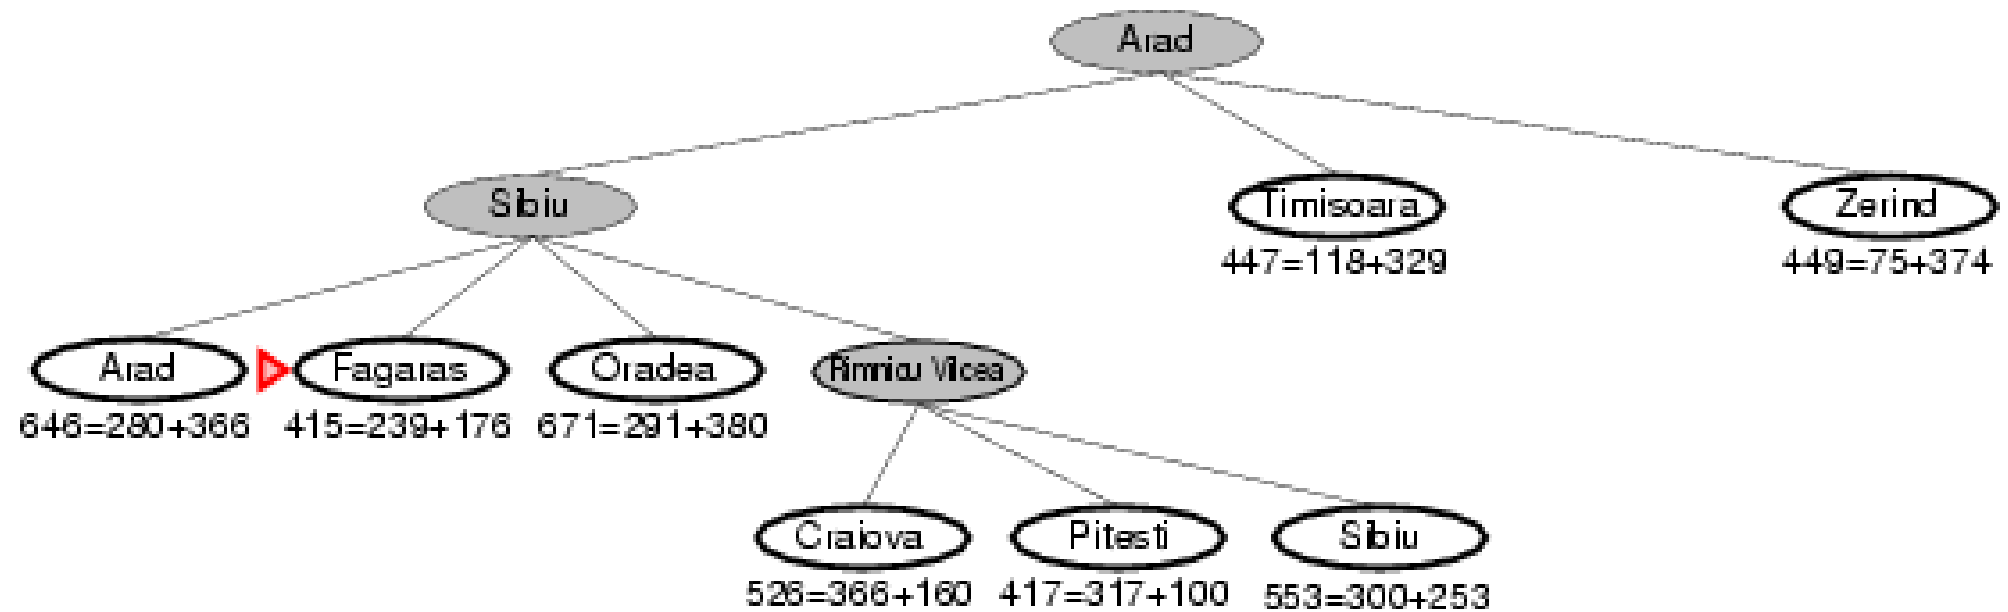 Arad
Sibiu
Timisoara
Zerind
447=118+329
449=75+374
Arad
Fagaras
Oradea
Rimnicu Vilcea
646=280+366
415=239+176
671=291+380
Craiova
Pitesti
Sibiu
526=366+160
417=317+100
553=300+253